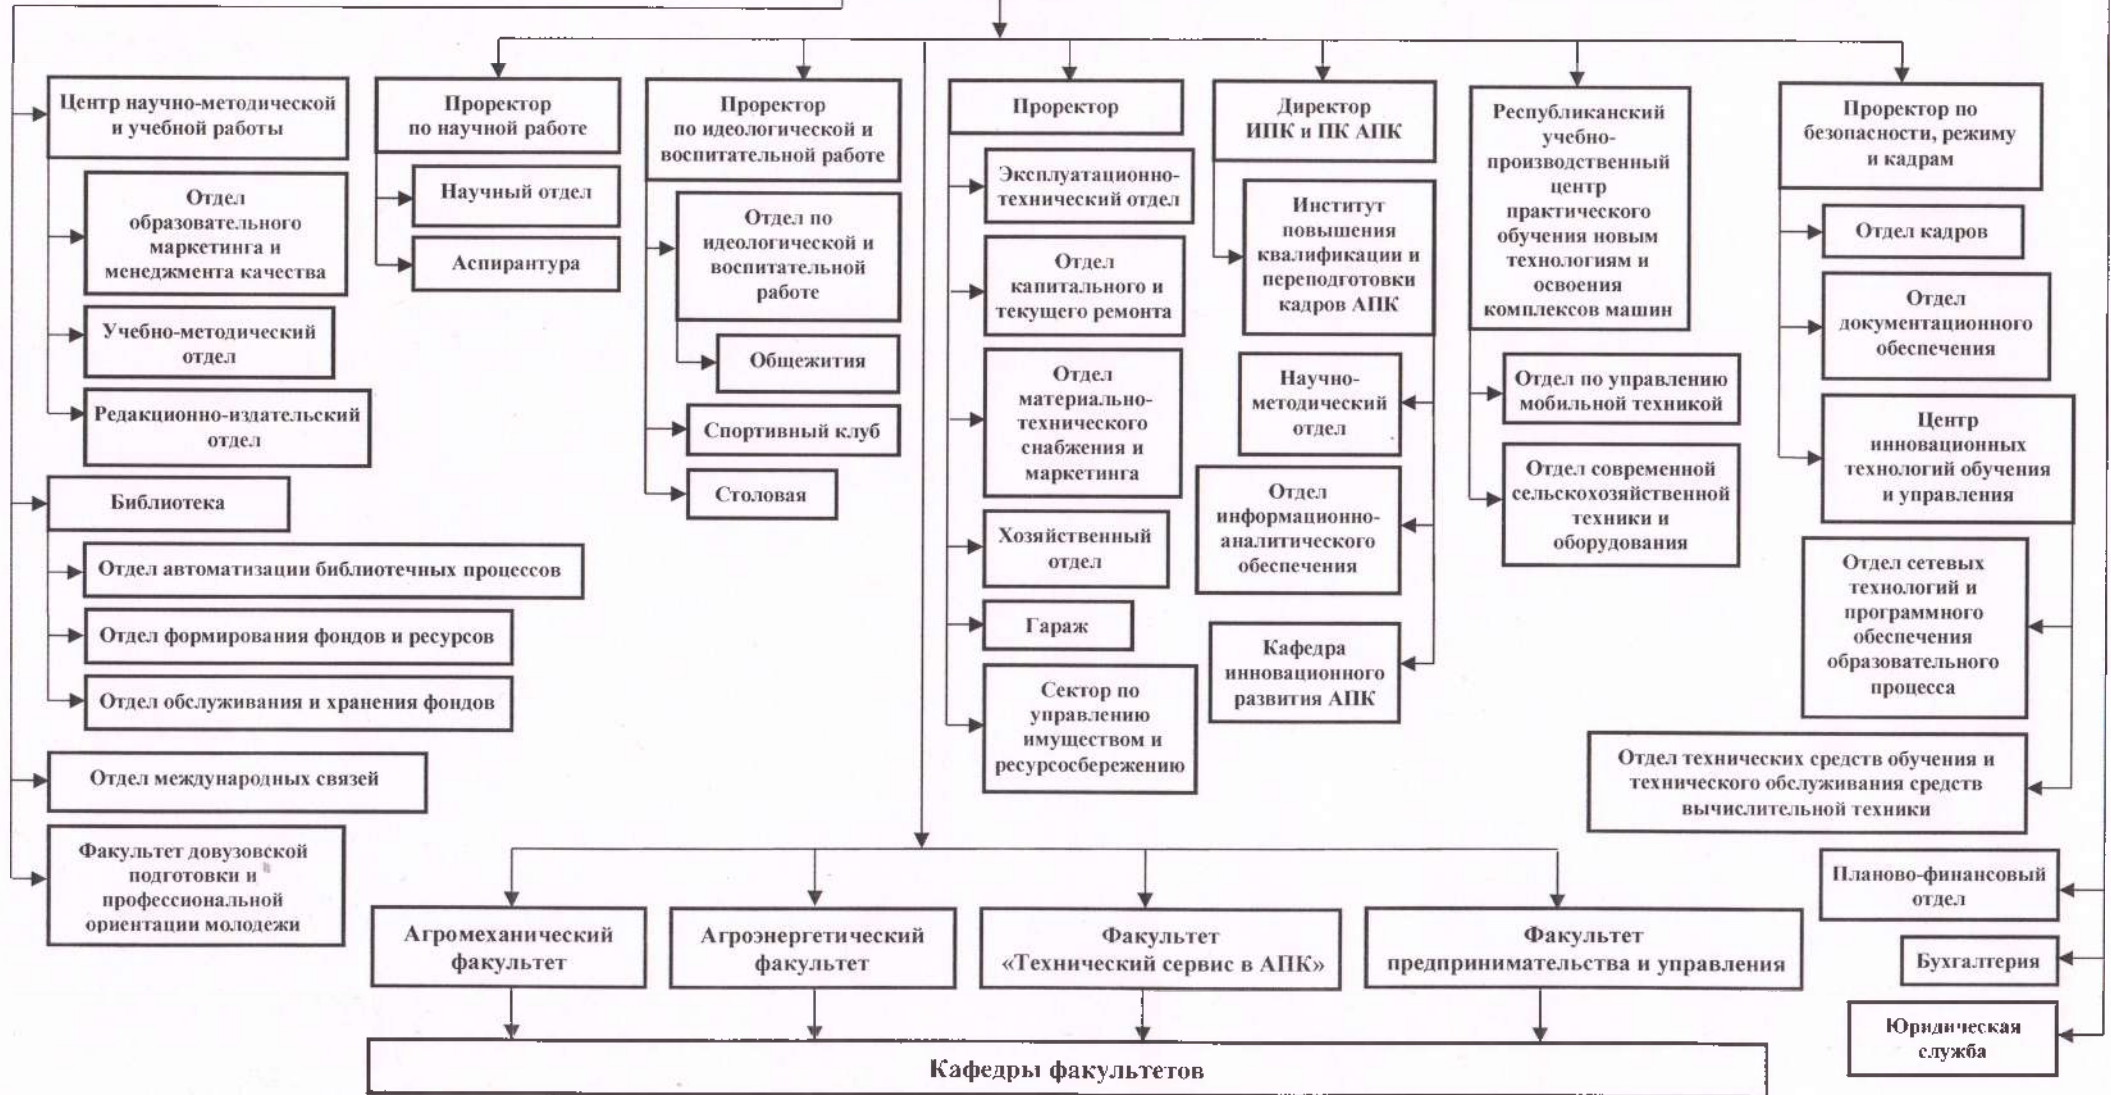 Центр научно-методической
и учебной работы
Отдел
образовательного
маркетинга и
менеджмента качества
Учебно-методический
отдел
Редакционно-издательский
отдел
Библиотека
Отдел автоматизации библиотечных процессов
Отдел формирования фондов и ресурсов
Отдел обслуживания и хранения фондов
Отдел международных связей
Факультет довузовской
подготовки и
профессиональной
ориентации молодежи
Проректор
по научной работе
Научный отдел
Аспирантура
Проректор
по идеологической и
воспитательной работе
Отдел по
идеологической и
воспитательной
работе
Общежития
Спортивный клуб
Столовая
Проректор
Эксплуатационно-
технический отдел
Отдел
капитального и
текущего ремонта
Отдел
материально-
технического
снабжения и
маркетинга
Хозяйственный
отдел
Гараж
Сектор по
управлению
имуществом и
ресурсосбережению
Директор
ИПК и ПК АПК
Институт
повышения
квалификации и
переподготовки
кадров АПК
Научно-
методический
отдел
Отдел
информационно-
аналитического
обеспечения
Кафедра
инновационного
развития АПК
Республиканский
учебно-
производственный
центр
практического
обучения новым
технологиям и
освоения
комплексов машин
Отдел по управлению
мобильной техникой
Отдел современной
сельскохозяйственной
техники и
оборудования
Проректор по
безопасности, режиму
и кадрам
Отдел кадров
Отдел
документационного
обеспечения
Центр
инновационных
технологий обучения
и управления
Отдел сетевых
технологий и
программного
обеспечения
образовательного
процесса
Отдел технических средств обучения и
технического обслуживания средств
вычислительной техники
Планово-финансовый
отдел
Бухгалтерия
Юридическая
служба
Агромеханический
факультет
Агроэнергетический
факультет
Факультет
«Технический сервис в АПК»
Факультет
предпринимательства и управления
Кафедры факультетов